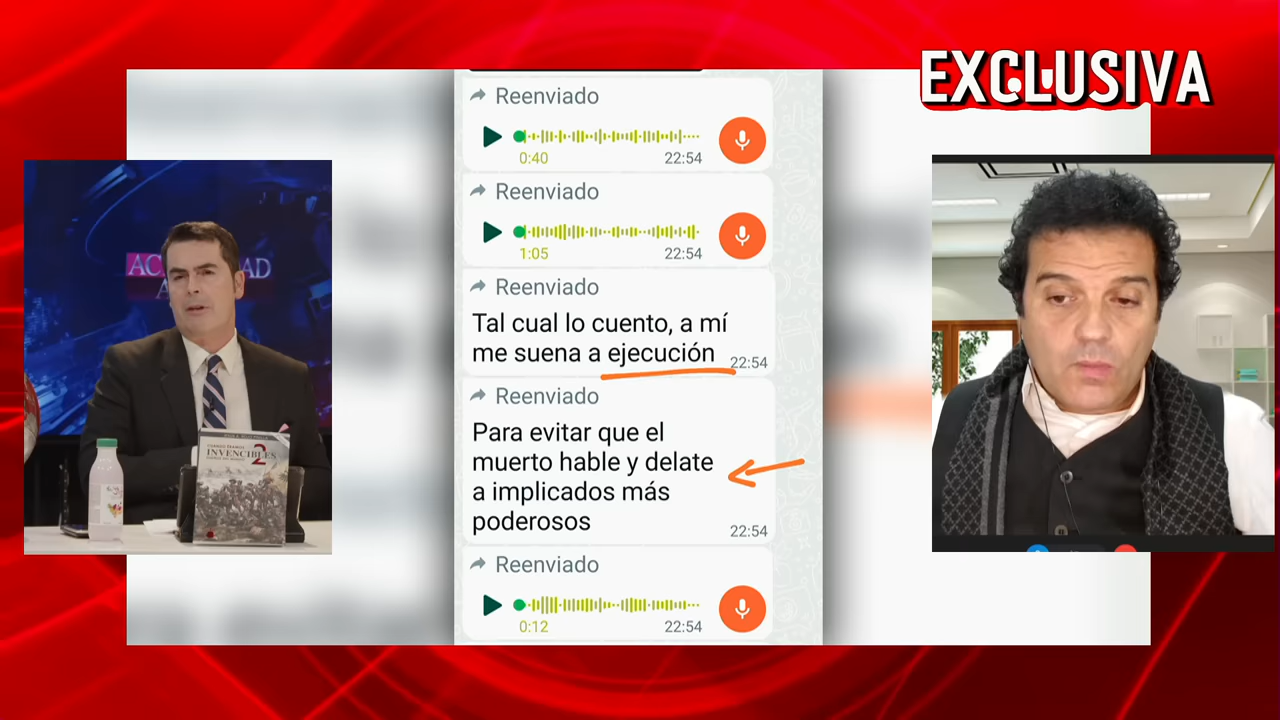 EXCLUSIVA
Reenviado
0:40 22:54
Reenviado
1:05 22:54
Reenviado
Tal cual lo cuento, a mí
me suena a ejecución 22:54
Reenviado
Para evitar que el
muerto hable y delate
a implicados más
poderosos 22:54
Reenviado
0:12 22:54
INVENCIBLES
2